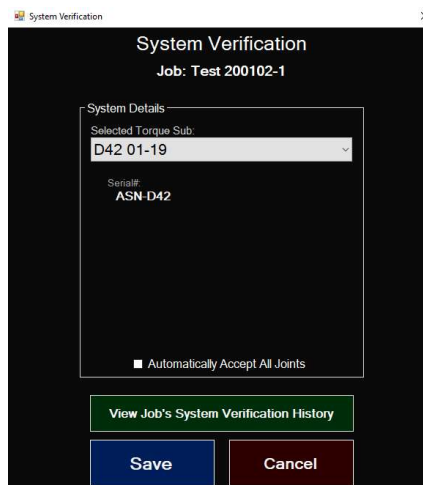 System Verification
System Verification
Job: Test 200102-1
System Details
Selected Torque Sub:
D42 01-19
Serial#:
ASN-D42
Automatically Accept All Joints
View Job's System Verification History
Save
Cancel